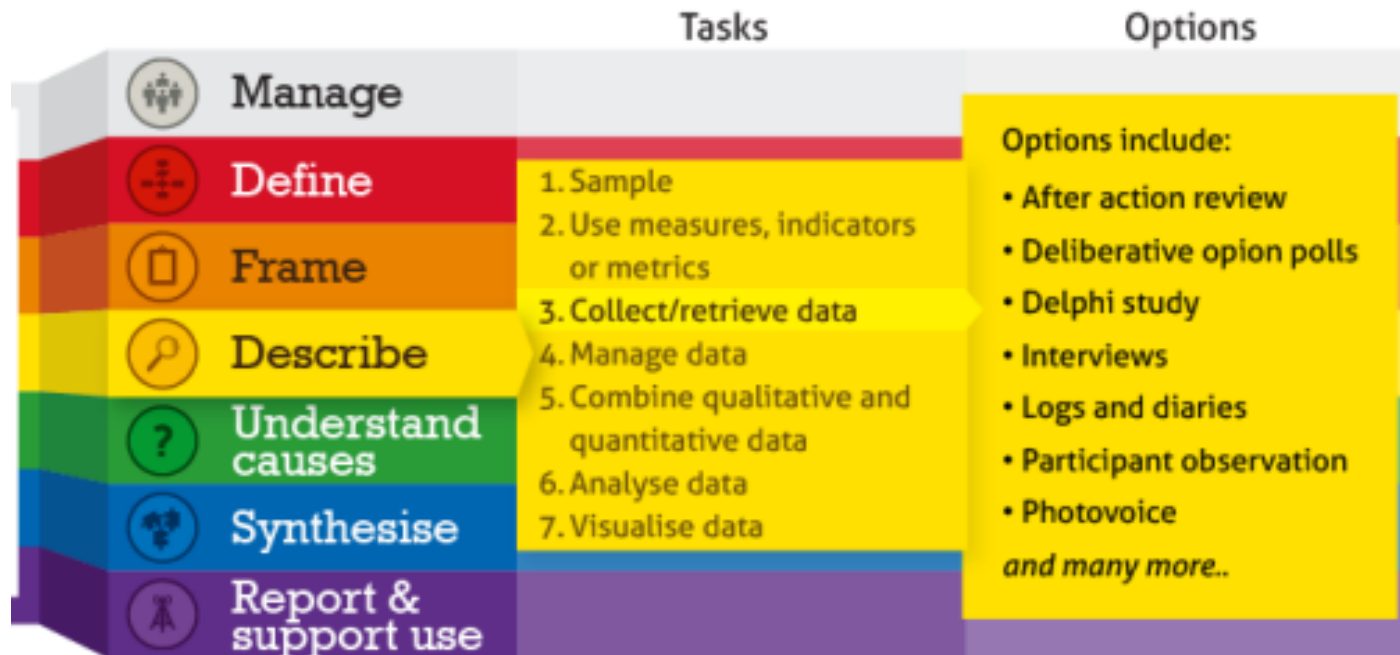 Tasks
Options
Manage
Define
Frame
Describe
?
Understand
causes
Synthesise
Report &
support use
1. Sample
2. Use measures, indicators
or metrics
3. Collect/retrieve data
4. Manage data
5. Combine qualitative and
quantitative data
6. Analyse data
7. Visualise data
Options include:
• After action review
• Deliberative opion polls
• Delphi study
• Interviews
• Logs and diaries
• Participant observation
• Photovoice
and many more..